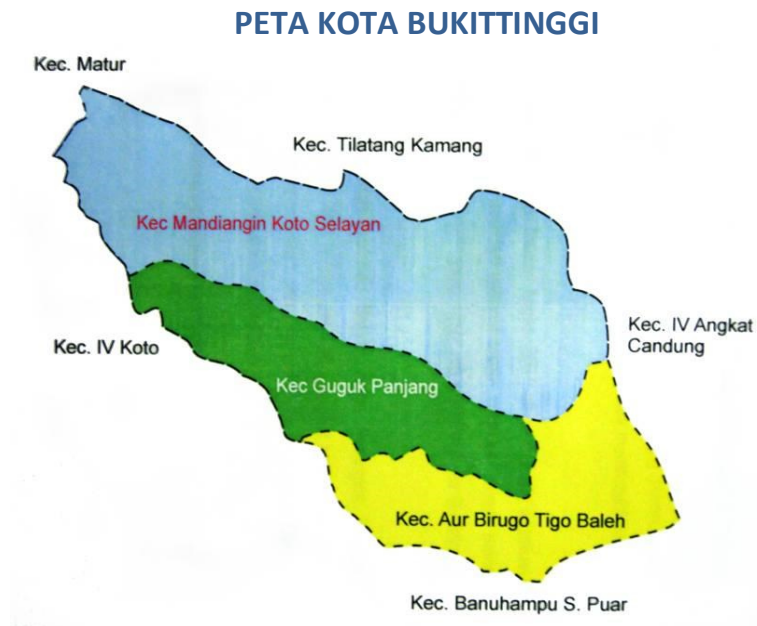 PETA KOTA BUKITTINGGI
Kec. Matur
Kec. Tilatang Kamang
Kec Mandiangin Koto Selayan
Kec. IV Angkat
Candung
Kec. IV Koto
Kec Guguk Panjang
Kec. Aur Birugo Tigo Baleh
Kec. Banuhampu S. Puar